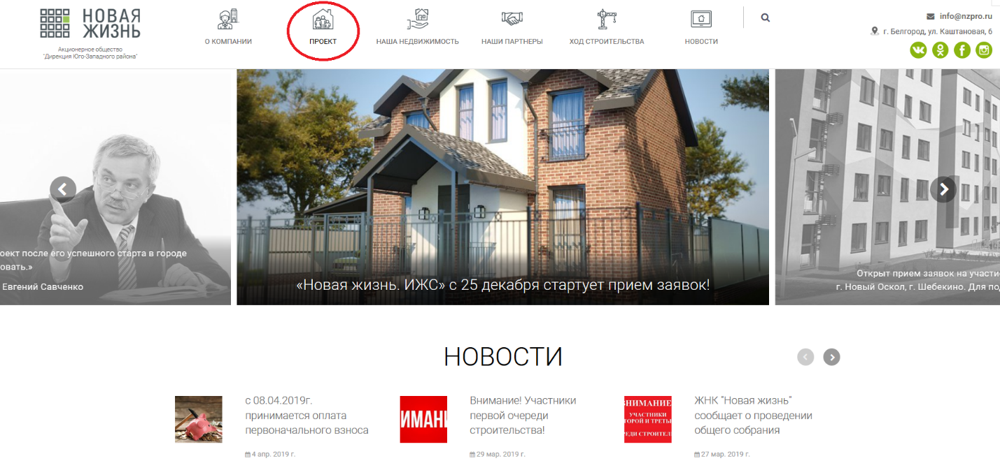 НОВАЯ
ЖИЗНЬ
Акционерное общество
"Дирекция Юго-Западного района"
О КОМПАНИИ
ПРОЕКТ
НАША НЕДВИЖИМОСТЬ
НАШИ ПАРТНЕРЫ
ХОД СТРОИТЕЛЬСТВА
НОВОСТИ
info@nzpro.ru
г. Белгород, ул. Каштановая, 6
оект после его успешного старта в городе
овать.»
Евгений Савченко
«Новая жизнь. ИЖС» с 25 декабря стартует прием заявок!
Открыт прием заявок на участи
г. Новый Оскол, г. Шебекино. Для по
НОВОСТИ
с 08.04.2019г.
принимается оплата
первоначального взноса
4 апр. 2019 г.
ИМАН
Внимание! Участники
первой очереди
строительства!
29 мар. 2019 г.
ВНИМАНИЕ
УЧАСТНИКИ
ТОРОЙ И ТРЕТЬЕ
РЕДИ СТРОИТЕЛ
ЖНК "Новая жизнь"
сообщает о проведении
общего собрания
27 мар. 2019 г.